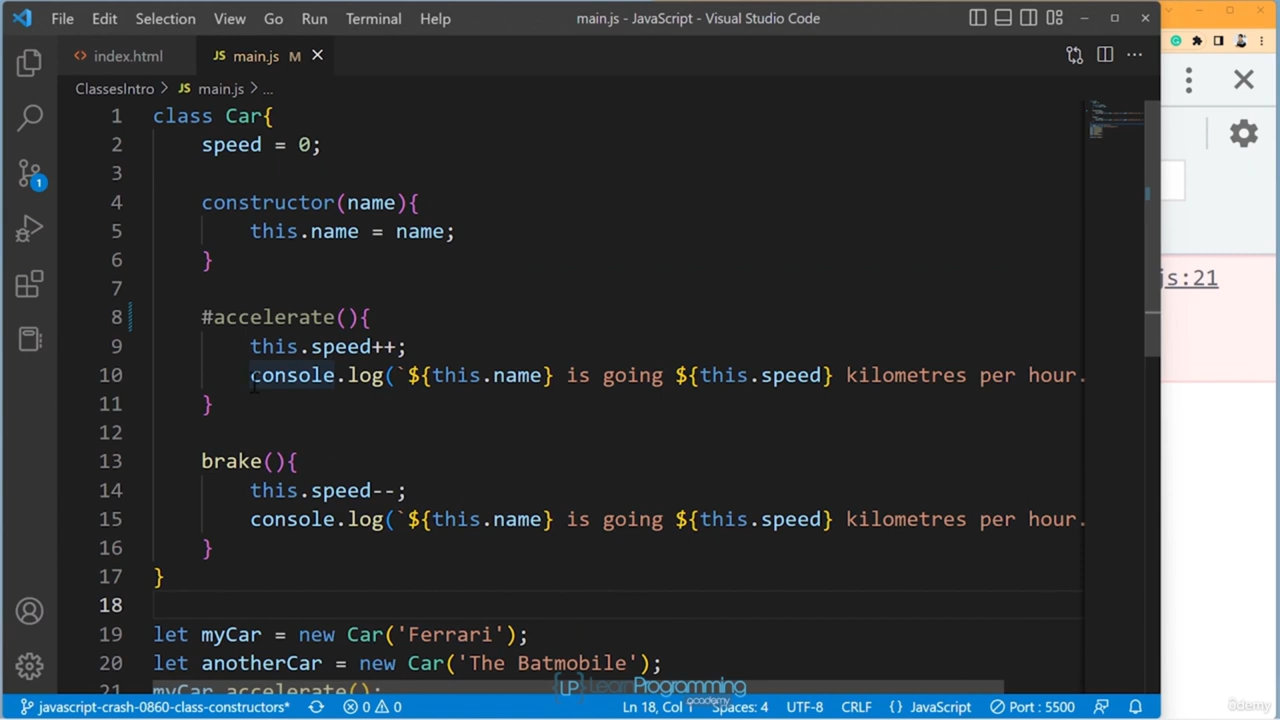 File Edit Selection View Go Run Terminal Help main.js - JavaScript - Visual Studio Code
<> index.html JS main.js M
ClassesIntro > JS main.js > ...
1 class Car{
2 speed = 0;
3
4 constructor(name){
5 this.name = name;
6 }
7
8 #accelerate(){
9 this.speed++;
10 console.log(`${this.name} is going ${this.speed} kilometres per hour.
11 }
12
13 brake(){
14 this.speed--;
15 console.log(`${this.name} is going ${this.speed} kilometres per hour.
16 }
17 }
18
19 let myCar = new Car('Ferrari');
20 let anotherCar = new Car('The Batmobile');
21 myCar.accelerate();
js:21
1
LP LearnProgramming
academy
javascript-crash-0860-class-constructors* 0 0 Ln 18, Col 1 Spaces: 4 UTF-8 CRLF JavaScript Port : 5500
ûdemy